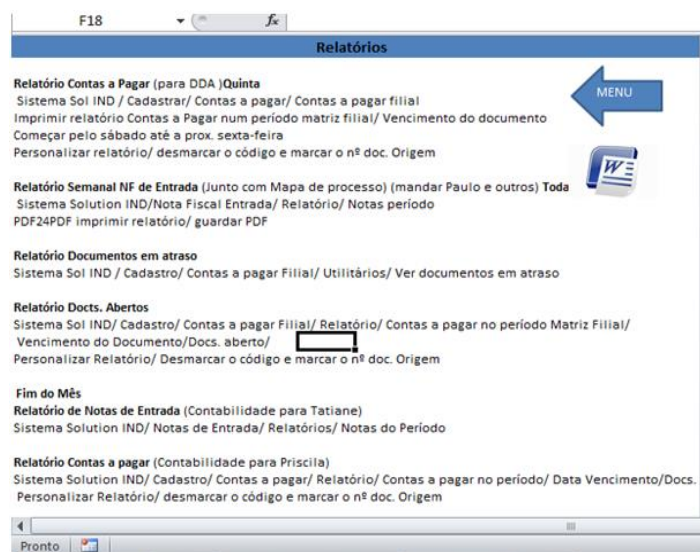 F18 fx
Relatórios
Relatório Contas a Pagar (para DDA )Quinta
MENU
Sistema Sol IND / Cadastrar/ Contas a pagar/ Contas a pagar filial
Imprimir relatório Contas a Pagar num período matriz filial/ Vencimento do documento
Começar pelo sábado até a prox. sexta-feira
Personalizar relatório/ desmarcar o código e marcar o nº doc. Origem
W
Relatório Semanal NF de Entrada (Junto com Mapa de processo) (mandar Paulo e outros) Toda
Sistema Solution IND/Nota Fiscal Entrada/ Relatório/ Notas período
PDF24PDF imprimir relatório/ guardar PDF
Relatório Documentos em atraso
Sistema Sol IND / Cadastro/ Contas a pagar Filial/ Utilitários/ Ver documentos em atraso
Relatório Docts. Abertos
Sistema Sol IND/ Cadastro/ Contas a pagar Filial/ Relatório/ Contas a pagar no período Matriz Filial/
Vencimento do Documento/Docs. aberto/
Personalizar Relatório/ Desmarcar o código e marcar o nº doc. Origem
Fim do Mês
Relatório de Notas de Entrada (Contabilidade para Tatiane)
Sistema Solution IND/ Notas de Entrada/ Relatórios/ Notas do Período
Relatório Contas a pagar (Contabilidade para Priscila)
Sistema Solution IND/ Cadastro/ Contas a pagar/ Relatório/ Contas a pagar no período/ Data Vencimento/Docs.
Personalizar Relatório/ desmarcar o código e marcar o nº doc. Origem
Pronto